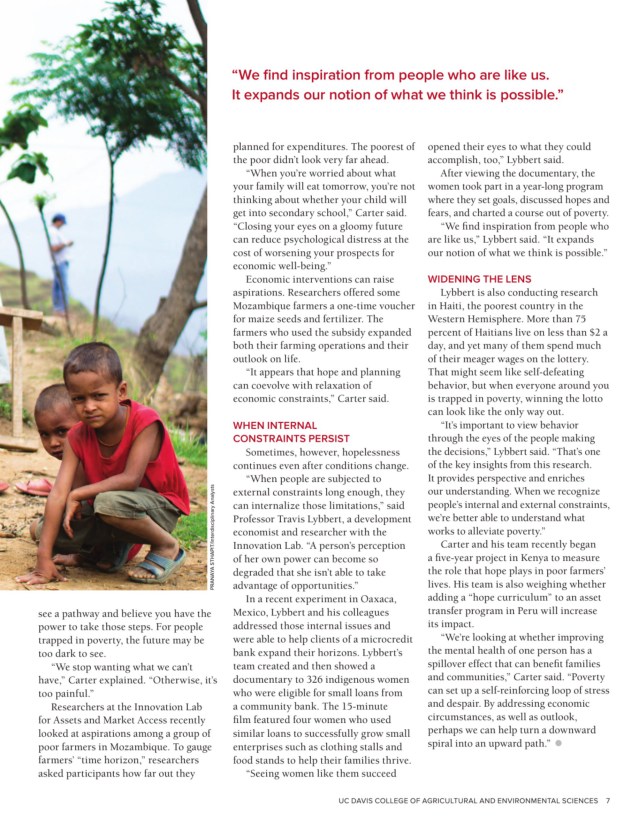 “We find inspiration from people who are like us.
It expands our notion of what we think is possible.”
PRANAYA STHAPIT/Interdisciplinary Analysts
see a pathway and believe you have the
power to take those steps. For people
trapped in poverty, the future may be
too dark to see.
“We stop wanting what we can’t
have,” Carter explained. “Otherwise, it’s
too painful.”
Researchers at the Innovation Lab
for Assets and Market Access recently
looked at aspirations among a group of
poor farmers in Mozambique. To gauge
farmers’ “time horizon,” researchers
asked participants how far out they
planned for expenditures. The poorest of
the poor didn’t look very far ahead.
“When you’re worried about what
your family will eat tomorrow, you’re not
thinking about whether your child will
get into secondary school,” Carter said.
“Closing your eyes on a gloomy future
can reduce psychological distress at the
cost of worsening your prospects for
economic well-being.”
Economic interventions can raise
aspirations. Researchers offered some
Mozambique farmers a one-time voucher
for maize seeds and fertilizer. The
farmers who used the subsidy expanded
both their farming operations and their
outlook on life.
“It appears that hope and planning
can coevolve with relaxation of
economic constraints,” Carter said.
WHEN INTERNAL
CONSTRAINTS PERSIST
Sometimes, however, hopelessness
continues even after conditions change.
“When people are subjected to
external constraints long enough, they
can internalize those limitations,” said
Professor Travis Lybbert, a development
economist and researcher with the
Innovation Lab. “A person’s perception
of her own power can become so
degraded that she isn’t able to take
advantage of opportunities.”
In a recent experiment in Oaxaca,
Mexico, Lybbert and his colleagues
addressed those internal issues and
were able to help clients of a microcredit
bank expand their horizons. Lybbert’s
team created and then showed a
documentary to 326 indigenous women
who were eligible for small loans from
a community bank. The 15-minute
film featured four women who used
similar loans to successfully grow small
enterprises such as clothing stalls and
food stands to help their families thrive.
“Seeing women like them succeed
opened their eyes to what they could
accomplish, too,” Lybbert said.
After viewing the documentary, the
women took part in a year-long program
where they set goals, discussed hopes and
fears, and charted a course out of poverty.
“We find inspiration from people who
are like us,” Lybbert said. “It expands
our notion of what we think is possible.”
WIDENING THE LENS
Lybbert is also conducting research
in Haiti, the poorest country in the
Western Hemisphere. More than 75
percent of Haitians live on less than $2 a
day, and yet many of them spend much
of their meager wages on the lottery.
That might seem like self-defeating
behavior, but when everyone around you
is trapped in poverty, winning the lotto
can look like the only way out.
“It’s important to view behavior
through the eyes of the people making
the decisions,” Lybbert said. “That’s one
of the key insights from this research.
It provides perspective and enriches
our understanding. When we recognize
people’s internal and external constraints,
we’re better able to understand what
works to alleviate poverty.”
Carter and his team recently began
a five-year project in Kenya to measure
the role that hope plays in poor farmers’
lives. His team is also weighing whether
adding a “hope curriculum” to an asset
transfer program in Peru will increase
its impact.
“We’re looking at whether improving
the mental health of one person has a
spillover effect that can benefit families
and communities,” Carter said. “Poverty
can set up a self-reinforcing loop of stress
and despair. By addressing economic
circumstances, as well as outlook,
perhaps we can help turn a downward
spiral into an upward path.”
UC DAVIS COLLEGE OF AGRICULTURAL AND ENVIRONMENTAL SCIENCES 7